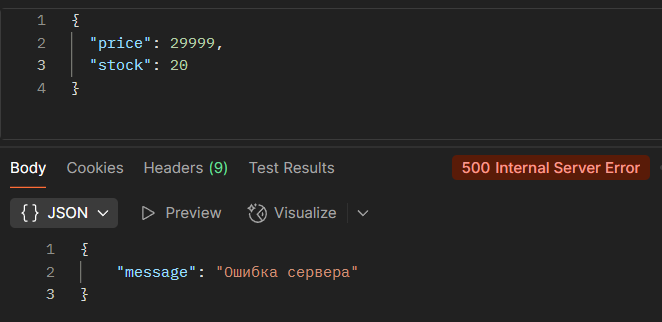 1 {
2 "price": 29999,
3 "stock": 20
4 }
Body Cookies Headers (9) Test Results 500 Internal Server Error
{} JSON Preview Visualize
1 {
2 "message": "Ошибка сервера"
3 }